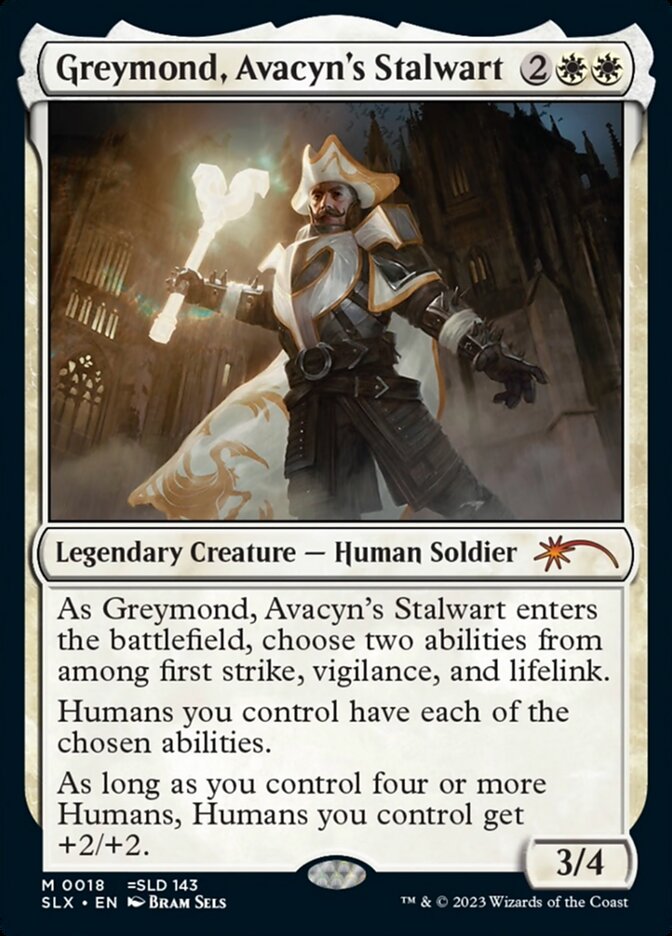 Greymond, Avacyn's Stalwart 2
Legendary Creature — Human Soldier
As Greymond, Avacyn's Stalwart enters
the battlefield, choose two abilities from
among first strike, vigilance, and lifelink.
Humans you control have each of the
chosen abilities.
As long as you control four or more
Humans, Humans you control get
+2/+2.
3/4
M 0018 =SLD 143
SLX • EN Bram Sels
™ & © 2023 Wizards of the Coast